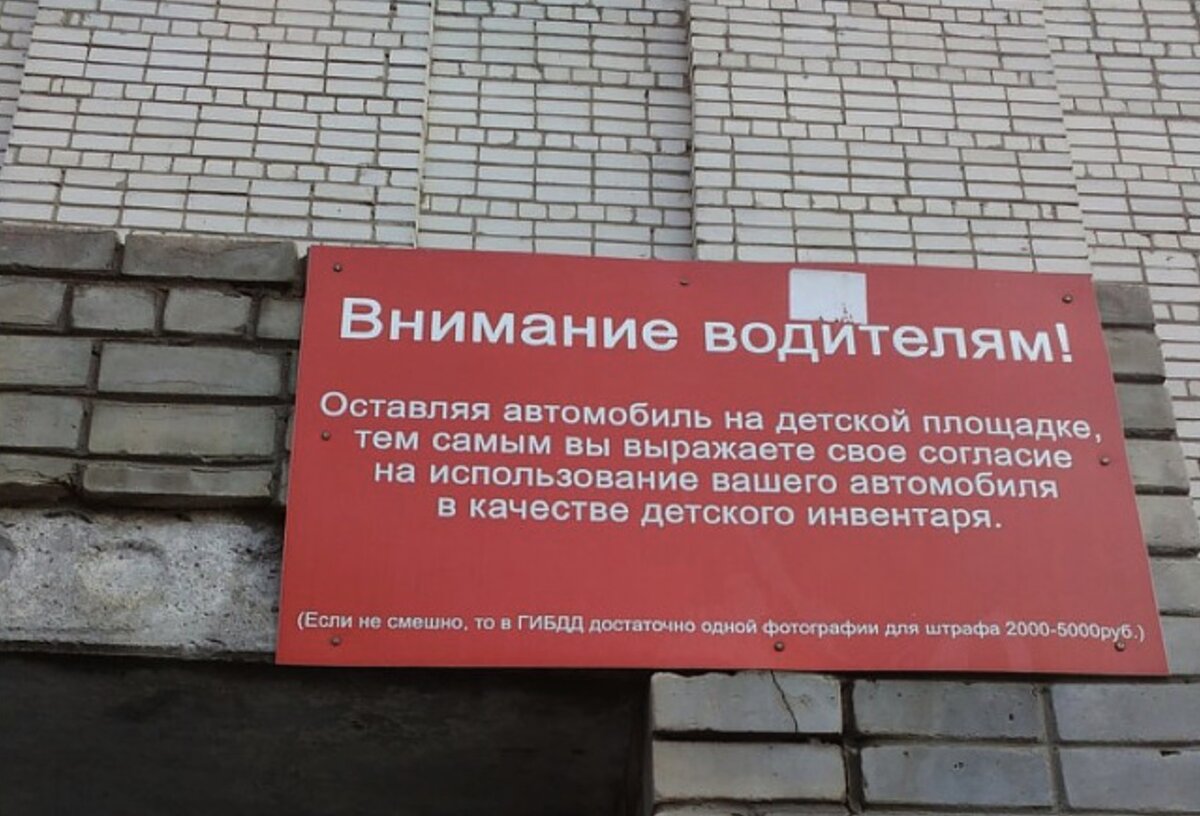 Внимание водителям!
Оставляя автомобиль на детской площадке,
тем самым вы выражаете свое согласие
на использование вашего автомобиля
в качестве детского инвентаря.
(Если не смешно, то в ГИБДД достаточно одной фотографии для штрафа 2000-5000руб.)